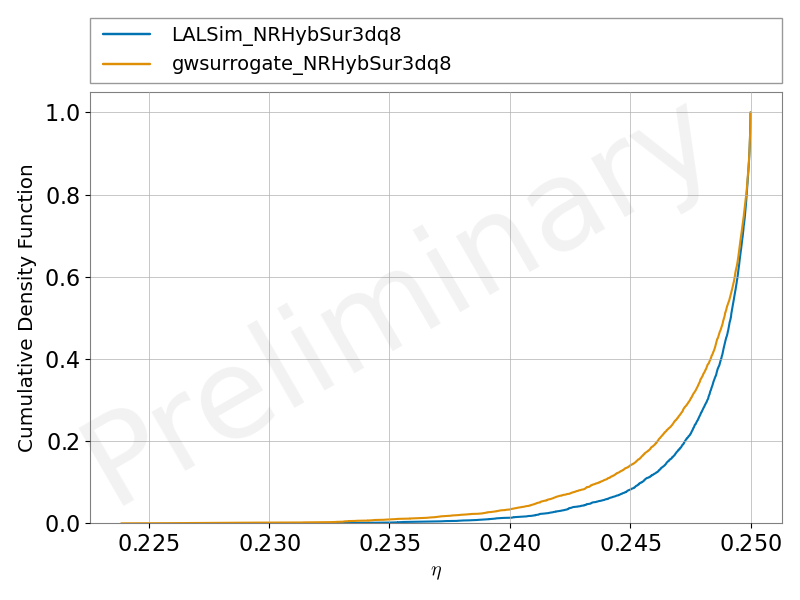 LALSim_NRHybSur3dq8
gwsurrogate_NRHybSur3dq8
Preliminary
Cumulative Density Function
1.0
0.8
0.6
0.4
0.2
0.0
0.225 0.230 0.235 0.240 0.245 0.250
η